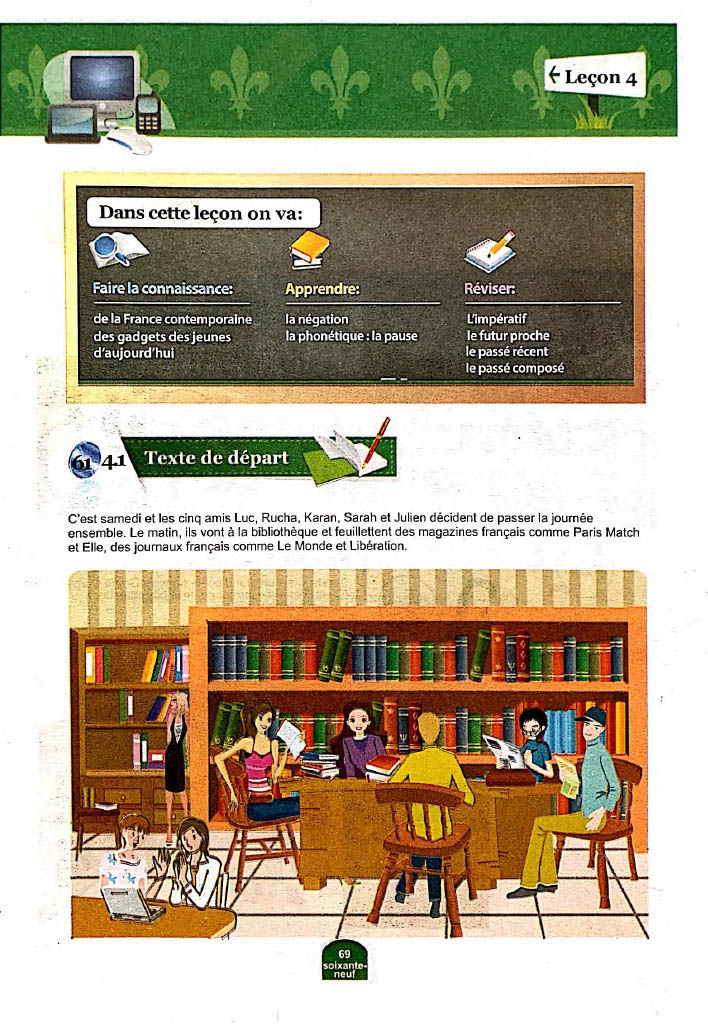 ← Leçon 4
Dans cette leçon on va:
Faire la connaissance:
de la France contemporaine
des gadgets des jeunes
d'aujourd'hui
Apprendre:
la négation
la phonétique : la pause
Réviser:
L'impératif
le futur proche
le passé récent
le passé composé
61 4.1 Texte de départ
C'est samedi et les cinq amis Luc, Rucha, Karan, Sarah et Julien décident de passer la journée
ensemble. Le matin, ils vont à la bibliothèque et feuillettent des magazines français comme Paris Match
et Elle, des journaux français comme Le Monde et Libération.
69
soixante-
neuf